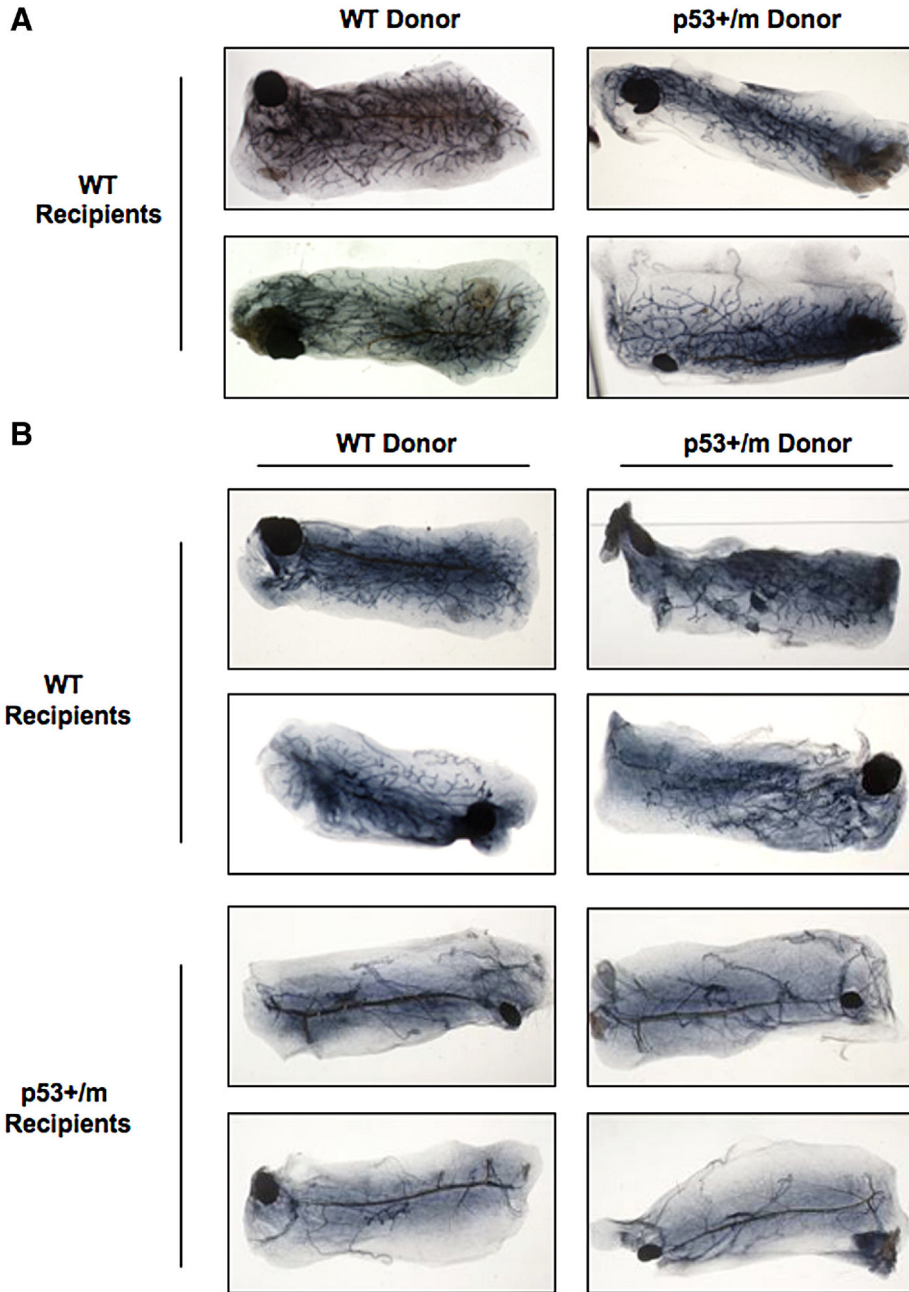 A
WT Donor
p53+/m Donor
WT
Recipients
B
WT Donor
p53+/m Donor
WT
Recipients
p53+/m
Recipients